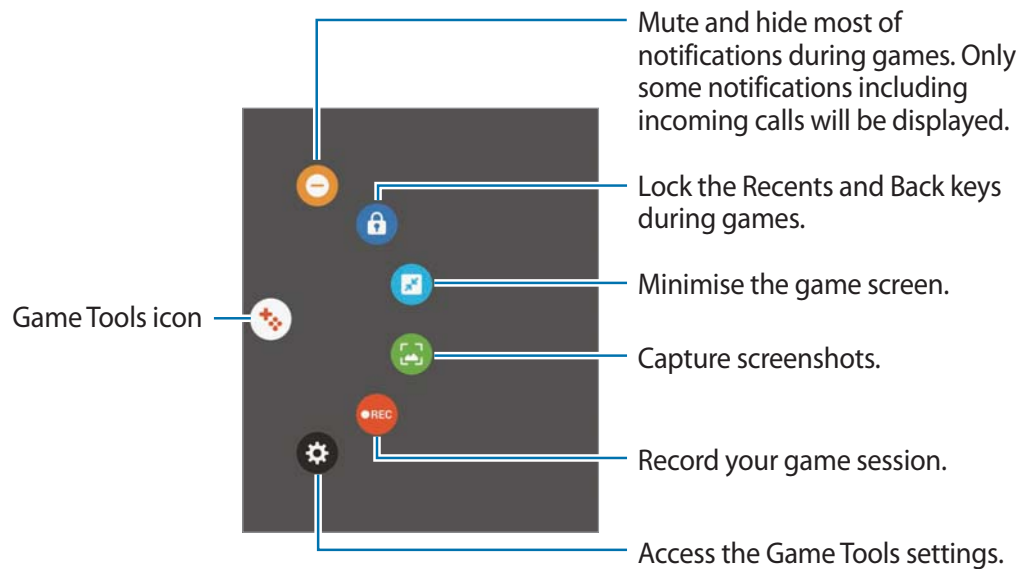 Mute and hide most of
notifications during games. Only
some notifications including
incoming calls will be displayed.
Lock the Recents and Back keys
during games.
Minimise the game screen.
Game Tools icon
Capture screenshots.
REC
Record your game session.
Access the Game Tools settings.